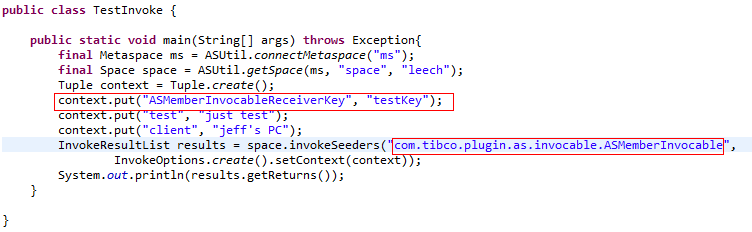 public class TestInvoke {
public static void main(String[] args) throws Exception{
final Metaspace ms = ASUtil.connectMetaspace("ms");
final Space space = ASUtil.getSpace(ms, "space", "leech");
Tuple context = Tuple.create();
context.put("ASMemberInvocableReceiverKey", "testKey");
context.put("test", "just test");
context.put("client", "jeff's PC");
InvokeResultList results = space.invokeSeeders("com.tibco.plugin.as.invocable.ASMemberInvocable",
InvokeOptions.create().setContext(context));
System.out.println(results.getReturns());
}
}